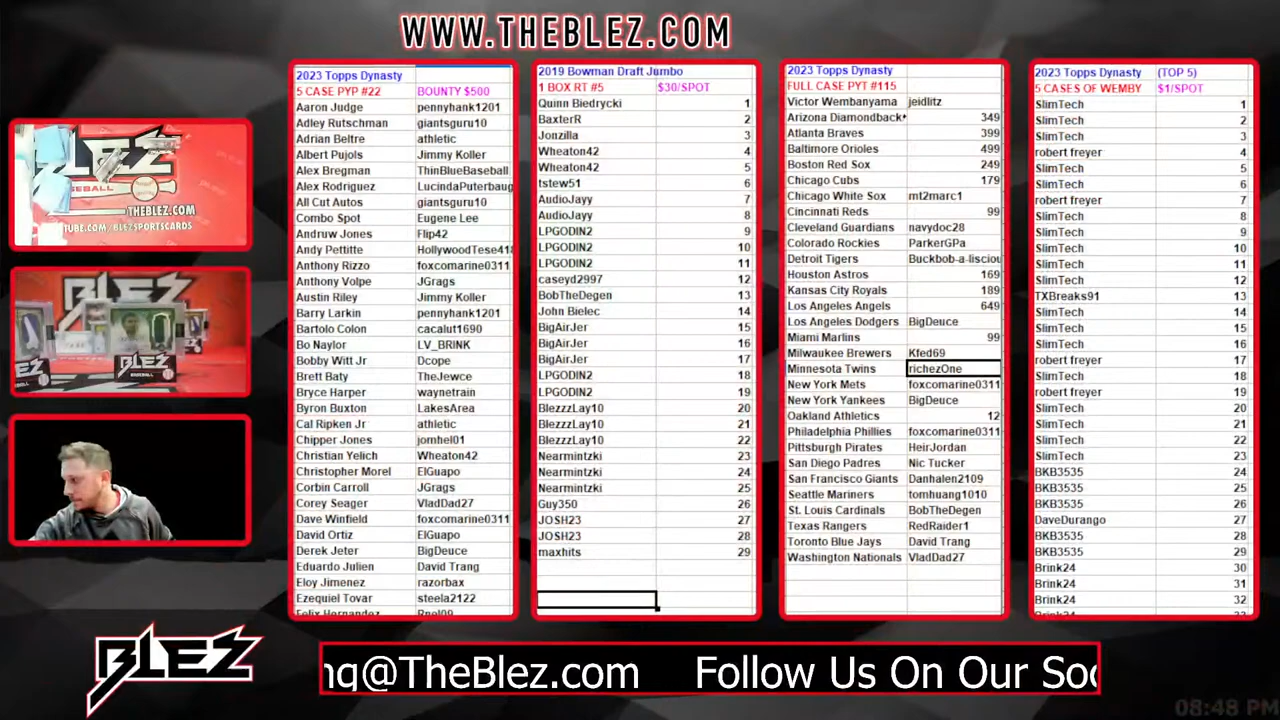 WWW.THEBLEZ.COM
BLEZ
THEBLEZ.COM
TUBE.COM/BLEZSPORTSCARDS
BLEZ
2023 Topps Dynasty
5 CASE PYP #22 BOUNTY $500
Aaron Judge pennyhank1201
Adley Rutschman giantsguru10
Adrian Beltre athletic
Albert Pujols Jimmy Koller
Alex Bregman ThinBlueBaseball
Alex Rodriguez LucindaPuterbaug
All Cut Autos giantsguru10
Combo Spot Eugene Lee
Andruw Jones Flip42
Andy Pettitte HollywoodTese418
Anthony Rizzo foxcomarine0311
Anthony Volpe JGrags
Austin Riley Jimmy Koller
Barry Larkin pennyhank1201
Bartolo Colon cacalut1690
Bo Naylor LV_BRINK
Bobby Witt Jr Dcope
Brett Baty TheJewce
Bryce Harper waynetrain
Byron Buxton LakesArea
Cal Ripken Jr athletic
Chipper Jones jomhel01
Christian Yelich Wheaton42
Christopher Morel ElGuapo
Corbin Carroll JGrags
Corey Seager VladDad27
Dave Winfield foxcomarine0311
David Ortiz ElGuapo
Derek Jeter BigDeuce
Eduardo Julien David Trang
Eloy Jimenez razorbax
Ezequiel Tovar steela2122
Felix Hernandez Rnel09
2019 Bowman Draft Jumbo
1 BOX RT #5 $30/SPOT
Quinn Biedrycki 1
BaxterR 2
Jonzilla 3
Wheaton42 4
Wheaton42 5
tstew51 6
AudioJayy 7
AudioJayy 8
LPGODIN2 9
LPGODIN2 10
LPGODIN2 11
caseyd2997 12
BobTheDegen 13
John Bielec 14
BigAirJer 15
BigAirJer 16
BigAirJer 17
LPGODIN2 18
LPGODIN2 19
BlezzzLay10 20
BlezzzLay10 21
BlezzzLay10 22
Nearmintzki 23
Nearmintzki 24
Nearmintzki 25
Guy350 26
JOSH23 27
JOSH23 28
maxhits 29
2023 Topps Dynasty
FULL CASE PYT #115
Victor Wembanyama jeidlitz
Arizona Diamondback 349
Atlanta Braves 399
Baltimore Orioles 499
Boston Red Sox 249
Chicago Cubs 179
Chicago White Sox mt2marc1
Cincinnati Reds 99
Cleveland Guardians navydoc28
Colorado Rockies ParkerGPa
Detroit Tigers Buckbob-a-lisciou
Houston Astros 169
Kansas City Royals 189
Los Angeles Angels 649
Los Angeles Dodgers BigDeuce
Miami Marlins 99
Milwaukee Brewers Kfed69
Minnesota Twins richezOne
New York Mets foxcomarine0311
New York Yankees BigDeuce
Oakland Athletics 12
Philadelphia Phillies foxcomarine0311
Pittsburgh Pirates HeirJordan
San Diego Padres Nic Tucker
San Francisco Giants Danhalen2109
Seattle Mariners tomhuang1010
St. Louis Cardinals BobTheDegen
Texas Rangers RedRaider1
Toronto Blue Jays David Trang
Washington Nationals VladDad27
2023 Topps Dynasty (TOP 5)
5 CASES OF WEMBY $1/SPOT
SlimTech 1
SlimTech 2
SlimTech 3
robert freyer 4
SlimTech 5
SlimTech 6
robert freyer 7
SlimTech 8
SlimTech 9
SlimTech 10
SlimTech 11
SlimTech 12
TXBreaks91 13
SlimTech 14
SlimTech 15
SlimTech 16
robert freyer 17
SlimTech 18
robert freyer 19
SlimTech 20
SlimTech 21
SlimTech 22
SlimTech 23
BKB3535 24
BKB3535 25
BKB3535 26
DaveDurango 27
BKB3535 28
BKB3535 29
Brink24 30
Brink24 31
Brink24 32
BLEZ
ng@TheBlez.com Follow Us On Our Soc
08:48 PM